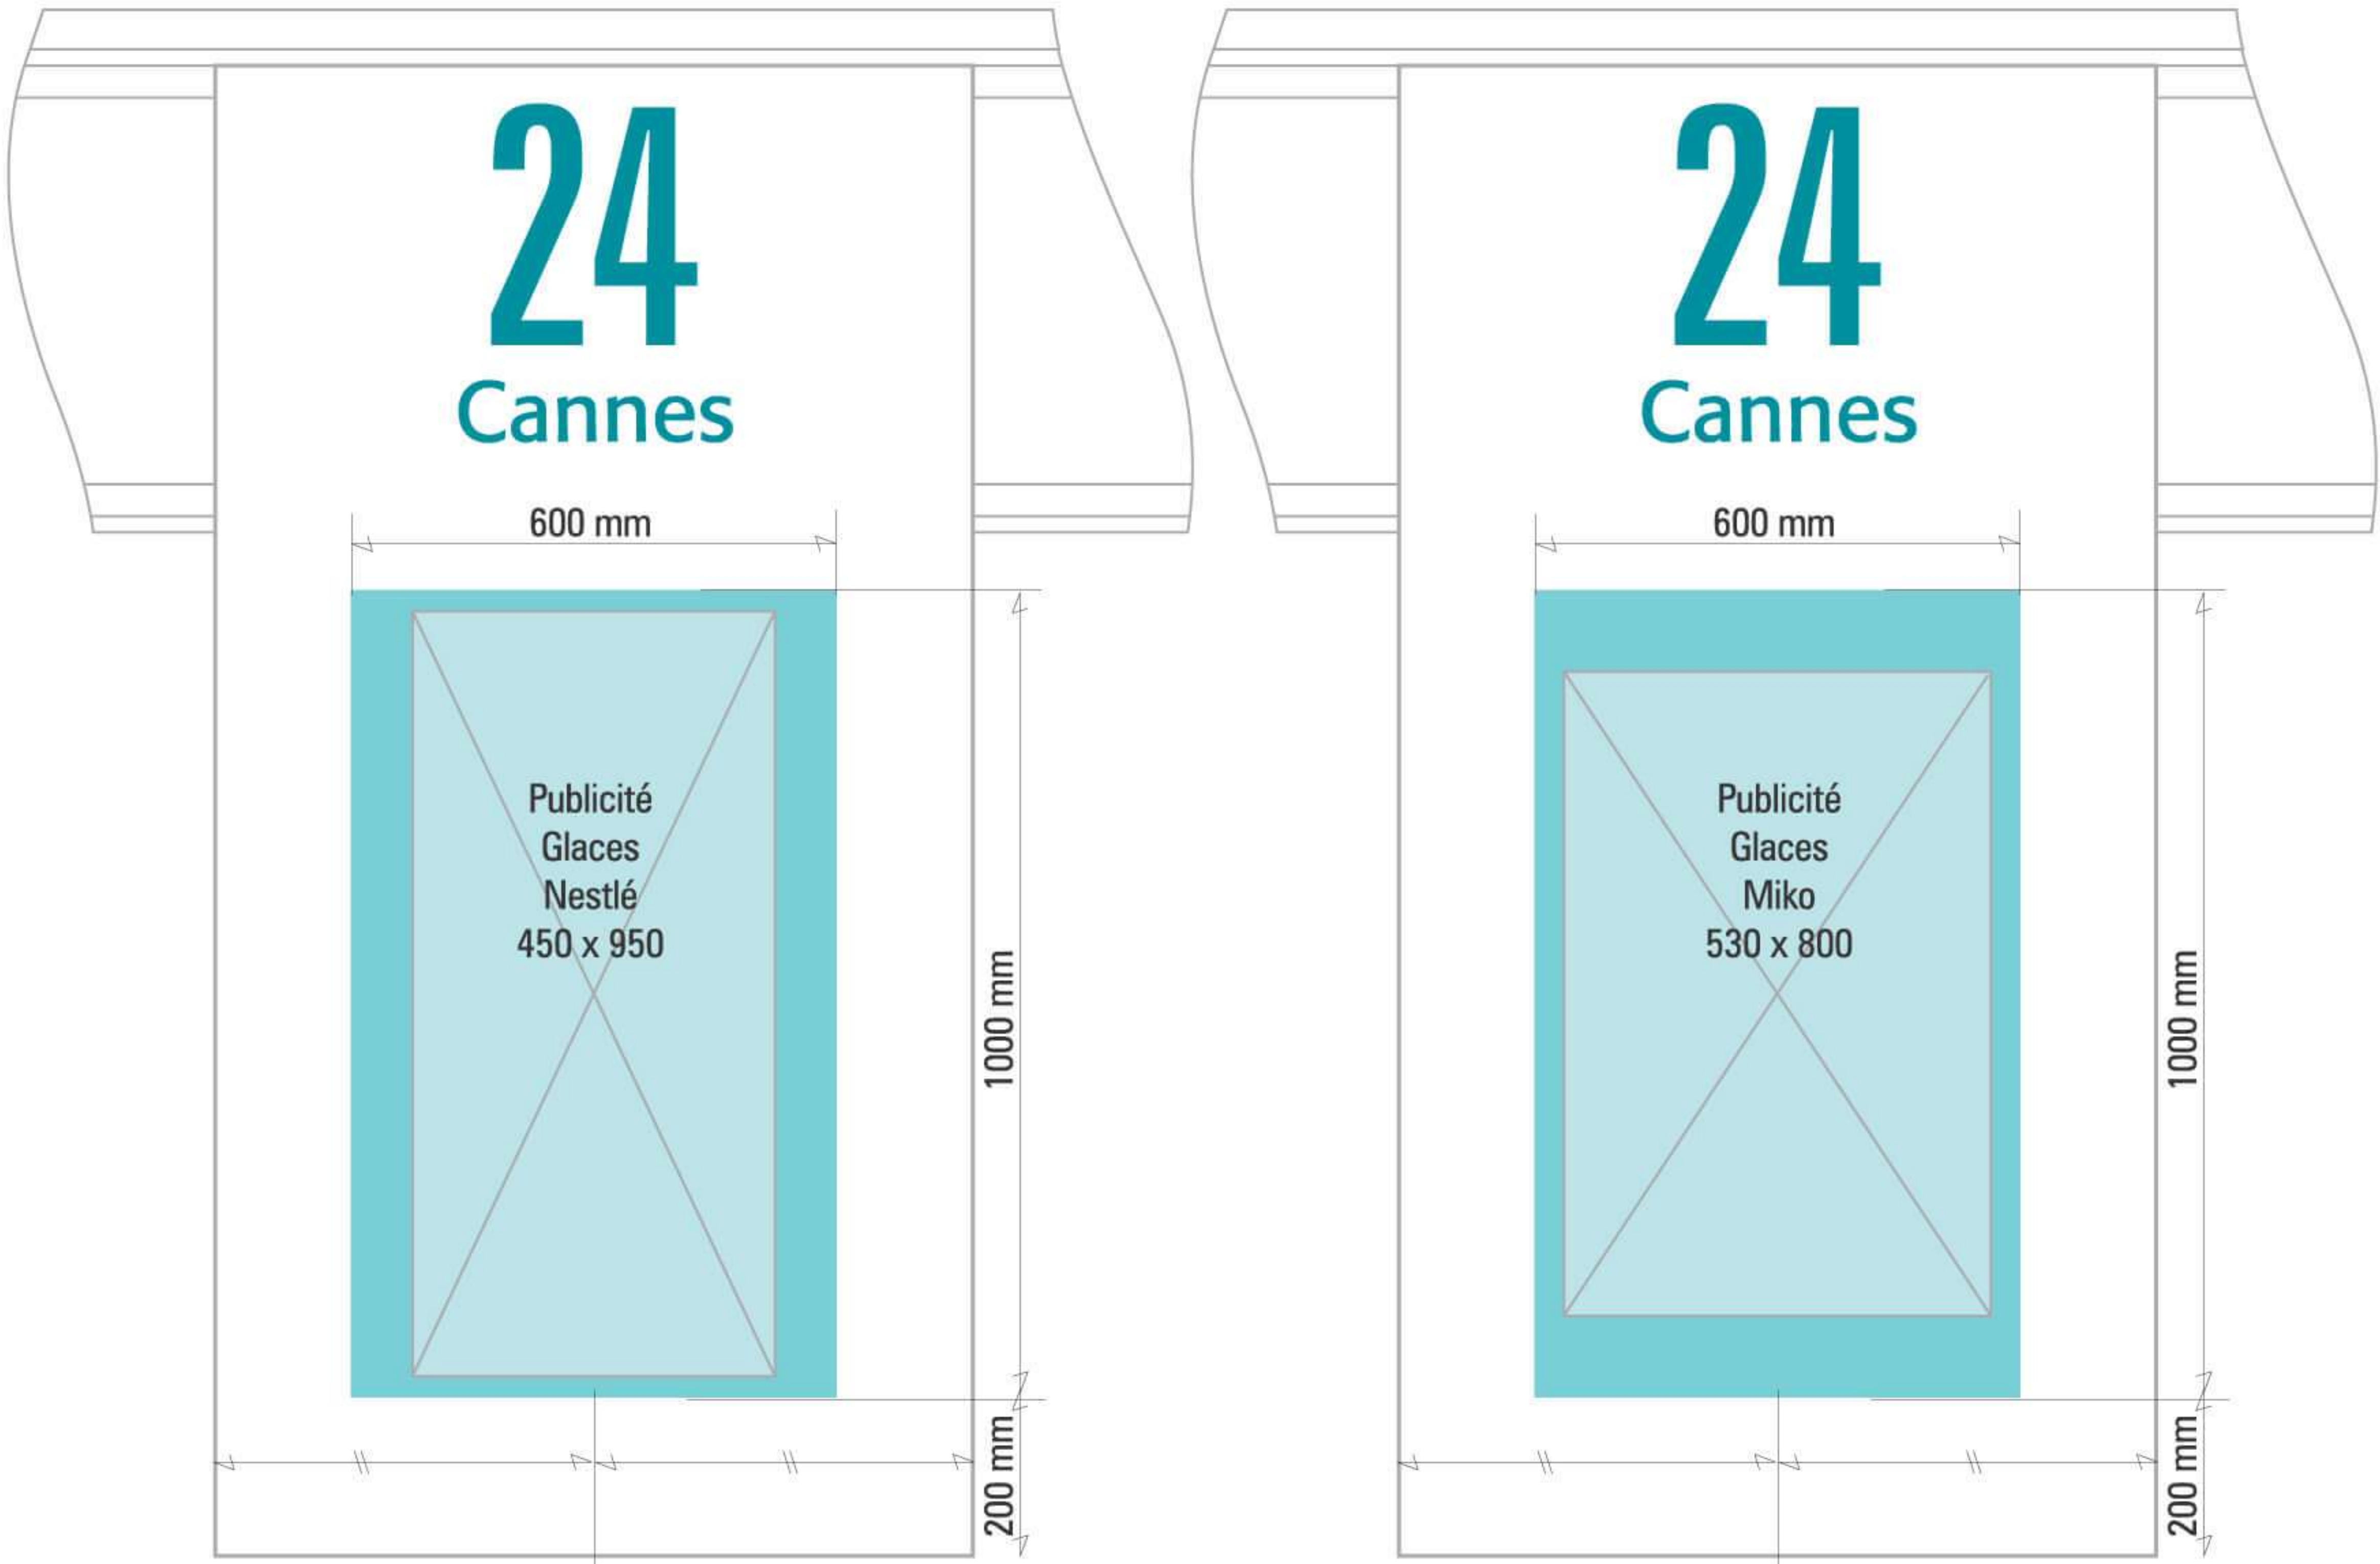 24
Cannes
600 mm
Publicité
Glaces
Nestlé
450 x 950
1000 mm
200 mm
24
Cannes
600 mm
Publicité
Glaces
Miko
530 x 800
1000 mm
200 mm